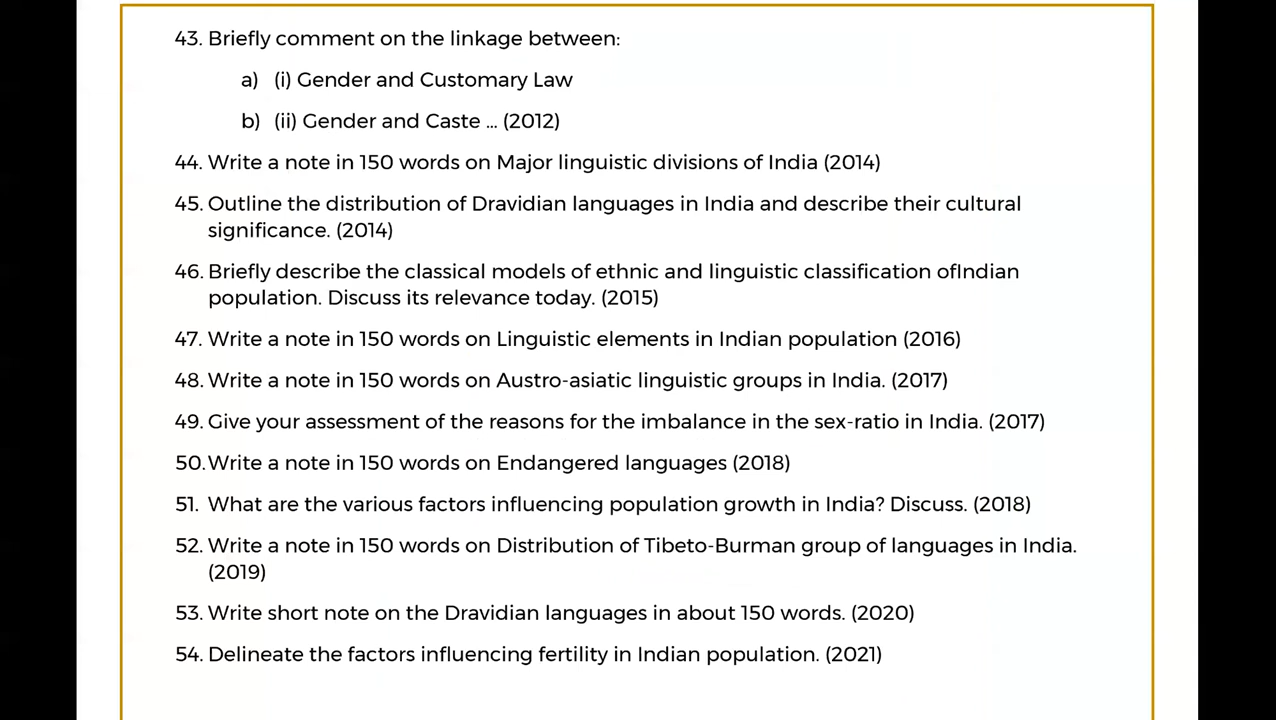 43. Briefly comment on the linkage between:
a) (i) Gender and Customary Law
b) (ii) Gender and Caste ... (2012)
44. Write a note in 150 words on Major linguistic divisions of India (2014)
45. Outline the distribution of Dravidian languages in India and describe their cultural
significance. (2014)
46. Briefly describe the classical models of ethnic and linguistic classification ofIndian
population. Discuss its relevance today. (2015)
47. Write a note in 150 words on Linguistic elements in Indian population (2016)
48. Write a note in 150 words on Austro-asiatic linguistic groups in India. (2017)
49. Give your assessment of the reasons for the imbalance in the sex-ratio in India. (2017)
50. Write a note in 150 words on Endangered languages (2018)
51. What are the various factors influencing population growth in India? Discuss. (2018)
52. Write a note in 150 words on Distribution of Tibeto-Burman group of languages in India.
(2019)
53. Write short note on the Dravidian languages in about 150 words. (2020)
54. Delineate the factors influencing fertility in Indian population. (2021)